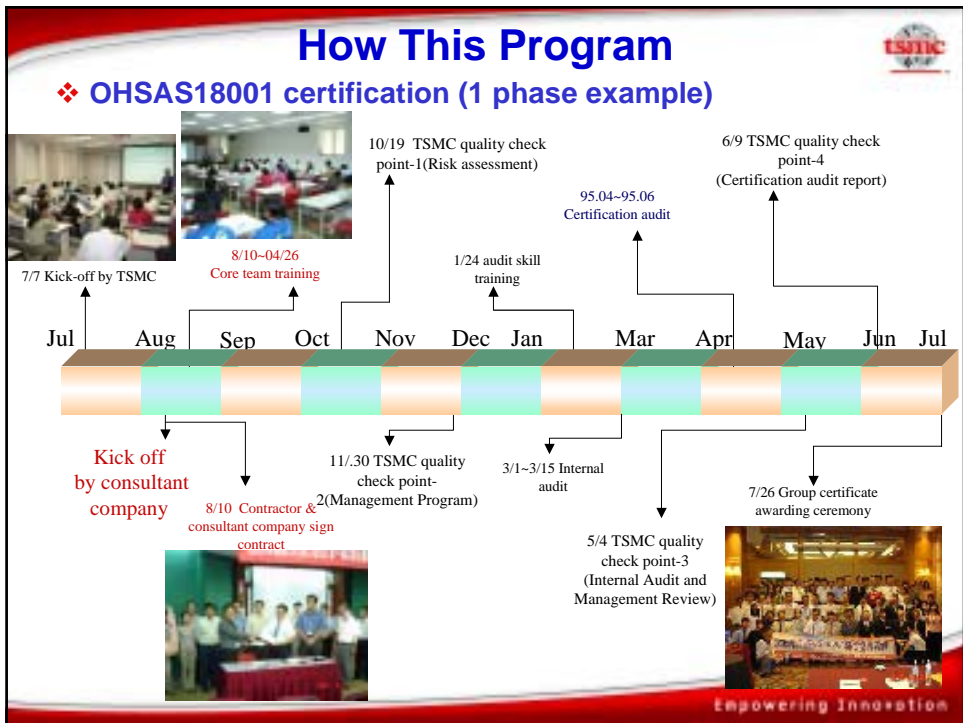 How This Program
tsmc
❖ OHSAS18001 certification (1 phase example)
10/19 TSMC quality check
point-1(Risk assessment)
6/9 TSMC quality check
point-4
(Certification audit report)
95.04~95.06
Certification audit
8/10~04/26
Core team training
1/24 audit skill
training
7/7 Kick-off by TSMC
Jul Aug Sep Oct Nov Dec Jan Mar Apr May Jun Jul
Kick off
by consultant
company
8/10 Contractor &
consultant company sign
contract
11/.30 TSMC quality
check point-
2(Management Program)
3/1~3/15 Internal
audit
5/4 TSMC quality
check point-3
(Internal Audit and
Management Review)
7/26 Group certificate
awarding ceremony
Empowering Innovation